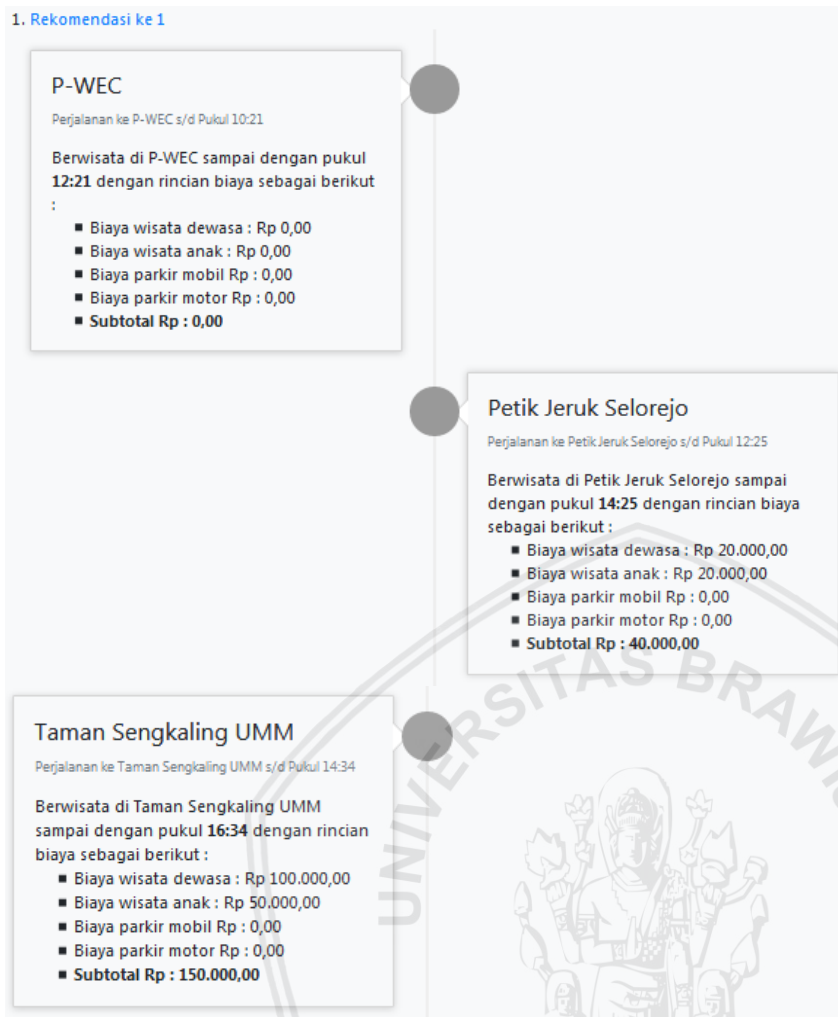 1. Rekomendasi ke 1
P-WEC
Perjalanan ke P-WEC s/d Pukul 10:21
Berwisata di P-WEC sampai dengan pukul
12:21 dengan rincian biaya sebagai berikut
:
▪ Biaya wisata dewasa : Rp 0,00
▪ Biaya wisata anak : Rp 0,00
▪ Biaya parkir mobil Rp : 0,00
▪ Biaya parkir motor Rp : 0,00
▪ Subtotal Rp : 0,00
Petik Jeruk Selorejo
Perjalanan ke Petik Jeruk Selorejo s/d Pukul 12:25
Berwisata di Petik Jeruk Selorejo sampai
dengan pukul 14:25 dengan rincian biaya
sebagai berikut :
▪ Biaya wisata dewasa : Rp 20.000,00
▪ Biaya wisata anak : Rp 20.000,00
▪ Biaya parkir mobil Rp : 0,00
▪ Biaya parkir motor Rp : 0,00
▪ Subtotal Rp : 40.000,00
Taman Sengkaling UMM
Perjalanan ke Taman Sengkaling UMM s/d Pukul 14:34
Berwisata di Taman Sengkaling UMM
sampai dengan pukul 16:34 dengan rincian
biaya sebagai berikut :
▪ Biaya wisata dewasa : Rp 100.000,00
▪ Biaya wisata anak : Rp 50.000,00
▪ Biaya parkir mobil Rp : 0,00
▪ Biaya parkir motor Rp : 0,00
▪ Subtotal Rp : 150.000,00
UNIVERSITAS BRAWI